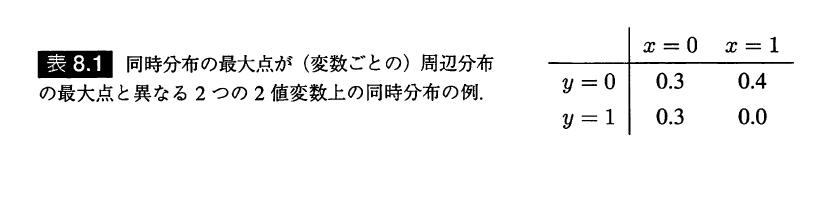 表 8.1 同時分布の最大点が（変数ごとの）周辺分布
の最大点と異なる 2 つの 2 値変数上の同時分布の例.
x = 0 x = 1
y = 0 0.3 0.4
y = 1 0.3 0.0